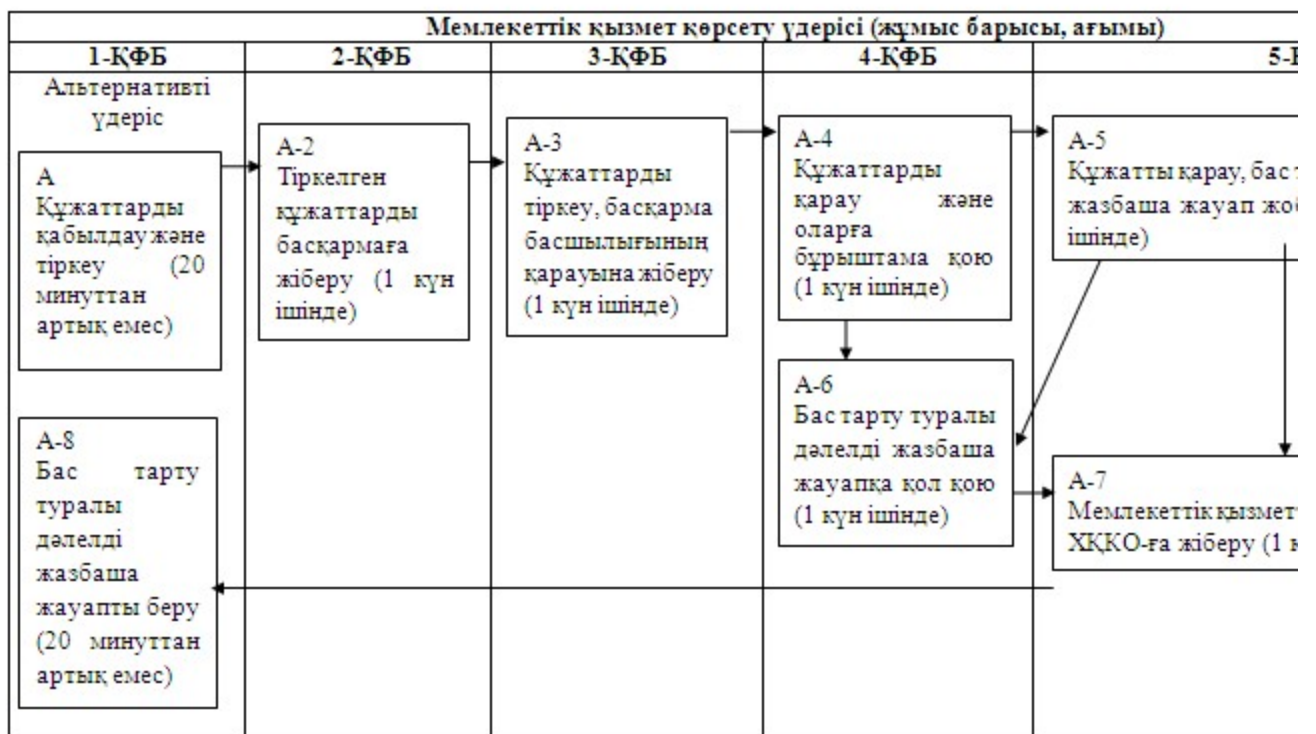 Мемлекеттік қызмет қөрсету үдерісі (жұмыс барысы, ағымы)
1-ҚФБ
2-ҚФБ
3-ҚФБ
4-ҚФБ
Альтернативті
үдеріс
А
Құжаттарды
қабылдау және
тіркеу (20
минуттан
артық емес)
А-2
Тіркелген
құжаттарды
басқармаға
жіберу (1 күн
ішінде)
А-3
Құжаттарды
тіркеу, басқарма
басшылығының
қарауына жіберу
(1 күн ішінде)
А-4
Құжаттарды
қарау және
оларға
бұрыштама қою
(1 күн ішінде)
А-5
Құжатты қарау, бас
жазбаша жауап
ішінде)
А-6
Бас тарту туралы
дәлелді жазбаша
жауапқа қол қою
(1 күн ішінде)
А-7
Мемлекеттік
ХҚКО-ға жіберу (1
А-8
Бас тарту
туралы
дәлелді
жазбаша
жауапты беру
(20 минуттан
артық емес)